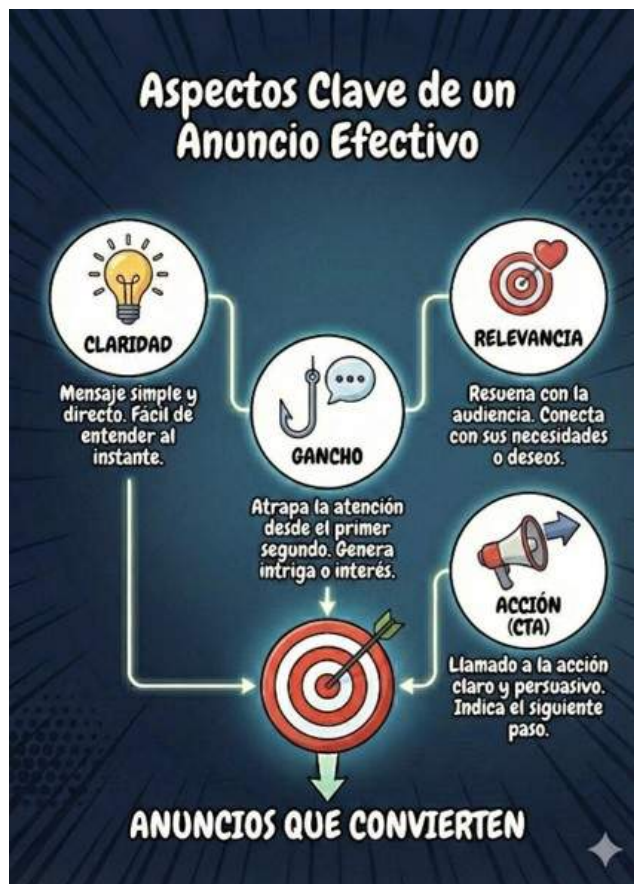 Aspectos Clave de un
Anuncio Efectivo
CLARIDAD
Mensaje simple y
directo. Fácil de
entender al
instante.
GANCHO
Atrapa la atención
desde el primer
segundo. Genera
intriga o interés.
RELEVANCIA
Resuena con la
audiencia. Conecta
con sus necesidades
o deseos.
ACCIÓN
(CTA)
Llamado a la acción
claro y persuasivo.
Indica el siguiente
paso.
ANUNCIOS QUE CONVIERTEN